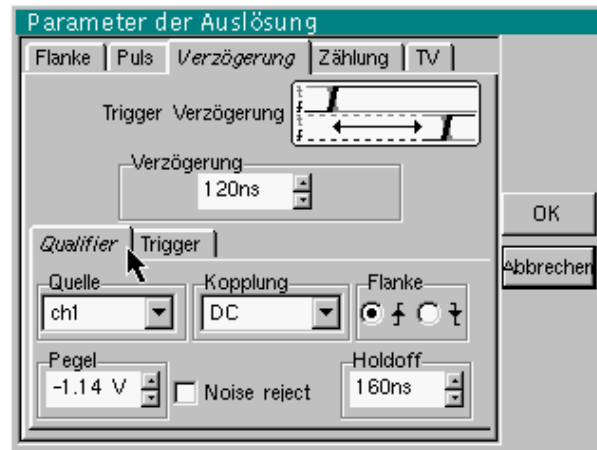 Parameter der Auslösung
Flanke Puls Verzögerung Zählung TV
Trigger Verzögerung
Verzögerung
120ns
OK
Abbrechen
Qualifier Trigger
Quelle Kopplung Flanke
ch1 DC
Pegel Holdoff
-1.14 V Noise reject 160ns